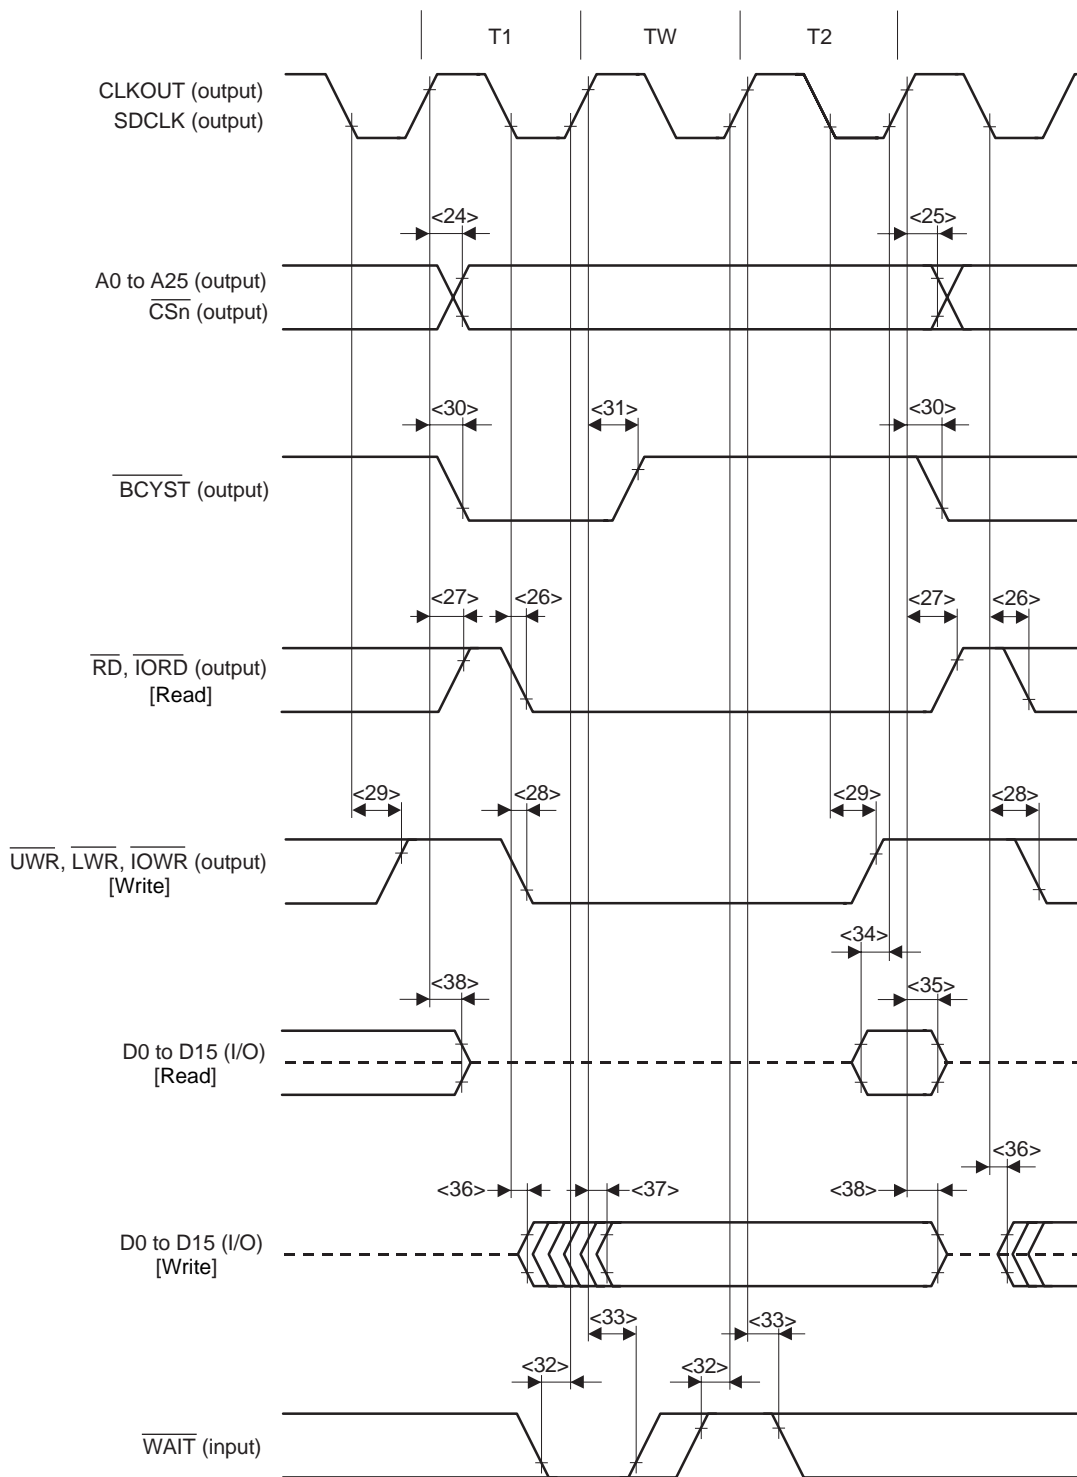 T1 TW T2
CLKOUT (output)
SDCLK (output)
<24> <25>
A0 to A25 (output)
CSn (output)
<30> <31> <30>
BCYST (output)
<27> <26> <27> <26>
RD, IORD (output)
[Read]
<29> <28> <29> <28>
UWR, LWR, IOWR (output)
[Write]
<34>
<38> <35>
D0 to D15 (I/O)
[Read]
<36>
<36> <37> <38>
D0 to D15 (I/O)
[Write]
<33> <33>
<32> <32>
WAIT (input)